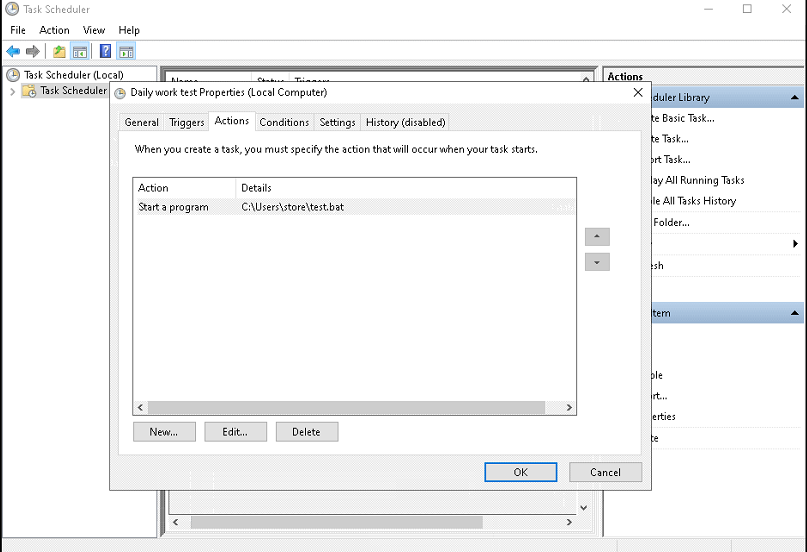 Task Scheduler
File Action View Help
Task Scheduler (Local)
Task Scheduler
Name Status Triggers
Actions
Daily work test Properties (Local Computer)
General Triggers Actions Conditions Settings History (disabled)
When you create a task, you must specify the action that will occur when your task starts.
Action Details
Start a program C:\Users\store\test.bat
New... Edit... Delete
OK Cancel
duler Library
te Basic Task...
te Task...
ort Task...
lay All Running Tasks
ble All Tasks History
Folder...
esh
tem
ble
ort...
erties
te